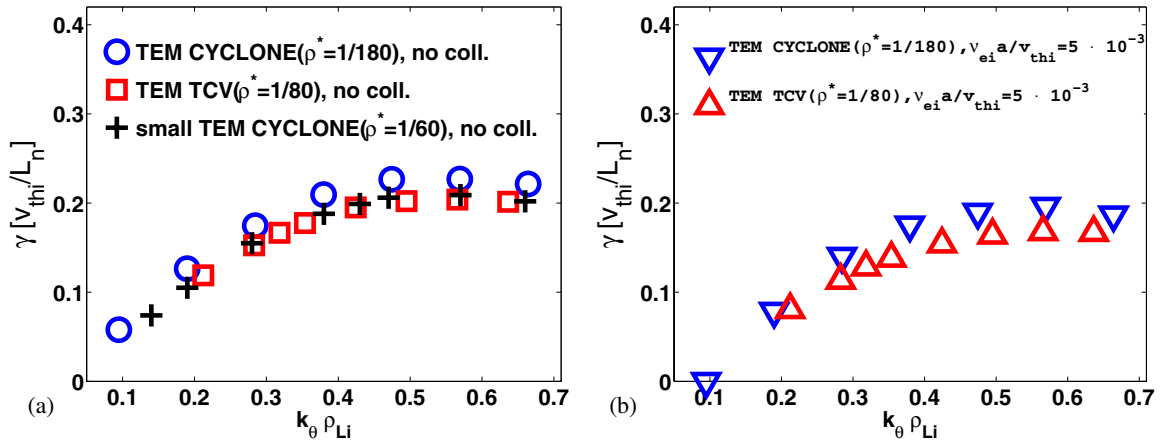 0.4
TEM CYCLONE(ρ*=1/180), no coll.
TEM TCV(ρ*=1/80), no coll.
small TEM CYCLONE(ρ*=1/60), no coll.
0.3
0.2
0.1
0
γ [v_thi/L_n]
0.1 0.2 0.3 0.4 0.5 0.6 0.7
k_θ ρ_Li
(a)
0.4
TEM CYCLONE(ρ*=1/180),ν_ei a/v_thi=5 · 10^-3
TEM TCV(ρ*=1/80),ν_ei a/v_thi=5 · 10^-3
0.3
0.2
0.1
0
γ [v_thi/L_n]
0.1 0.2 0.3 0.4 0.5 0.6 0.7
k_θ ρ_Li
(b)